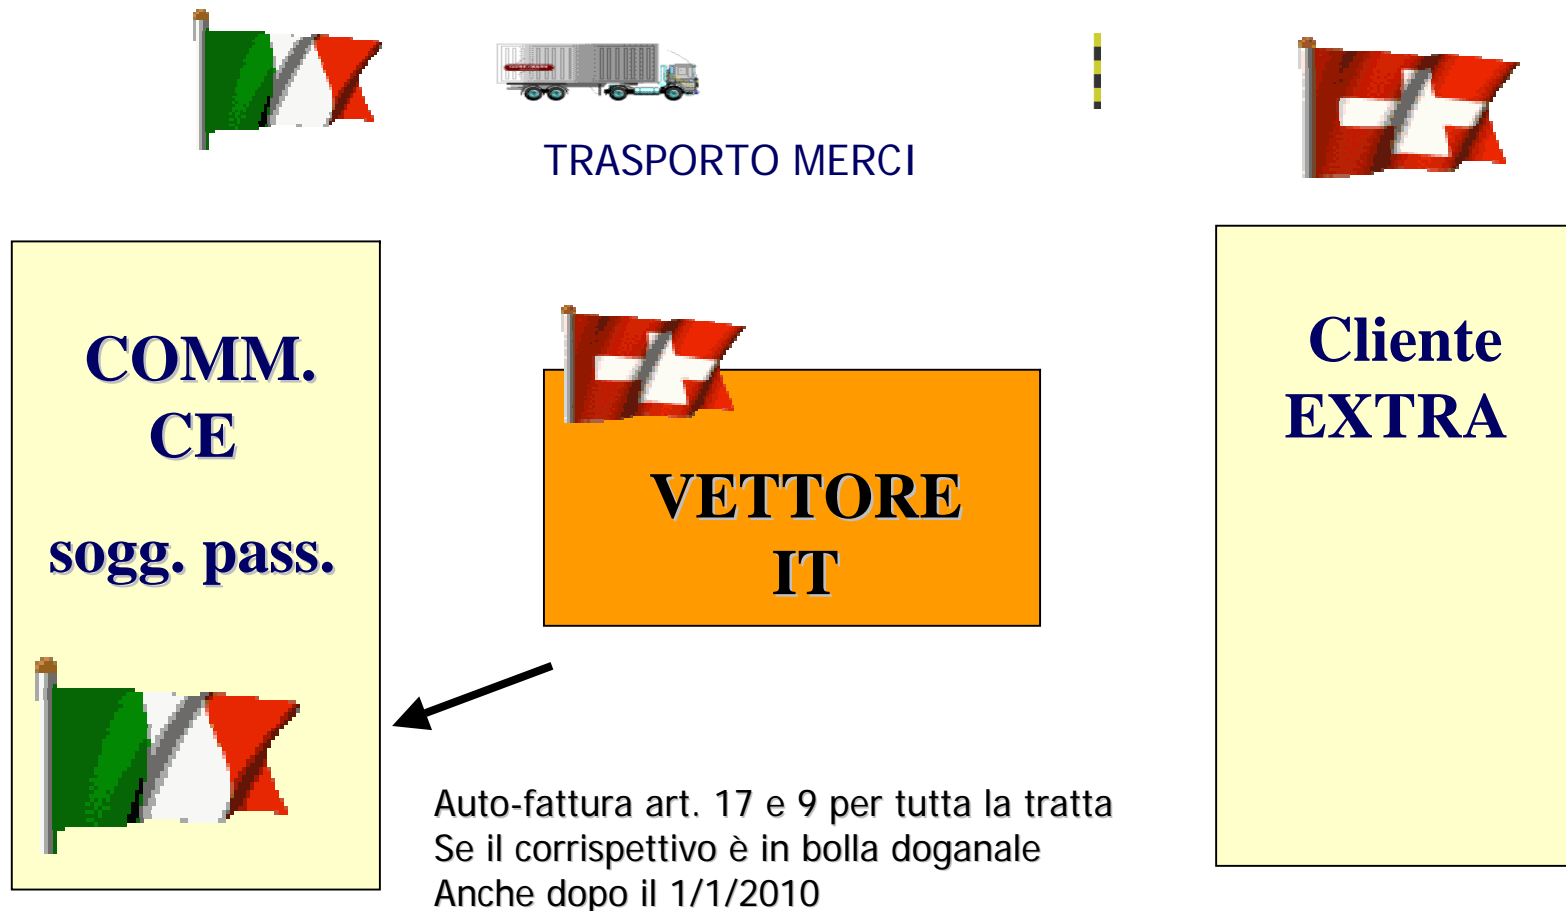 TRASPORTO MERCI
COMM.
CE
sogg. pass.
VETTORE
IT
Cliente
EXTRA
Auto-fattura art. 17 e 9 per tutta la tratta
Se il corrispettivo è in bolla doganale
Anche dopo il 1/1/2010